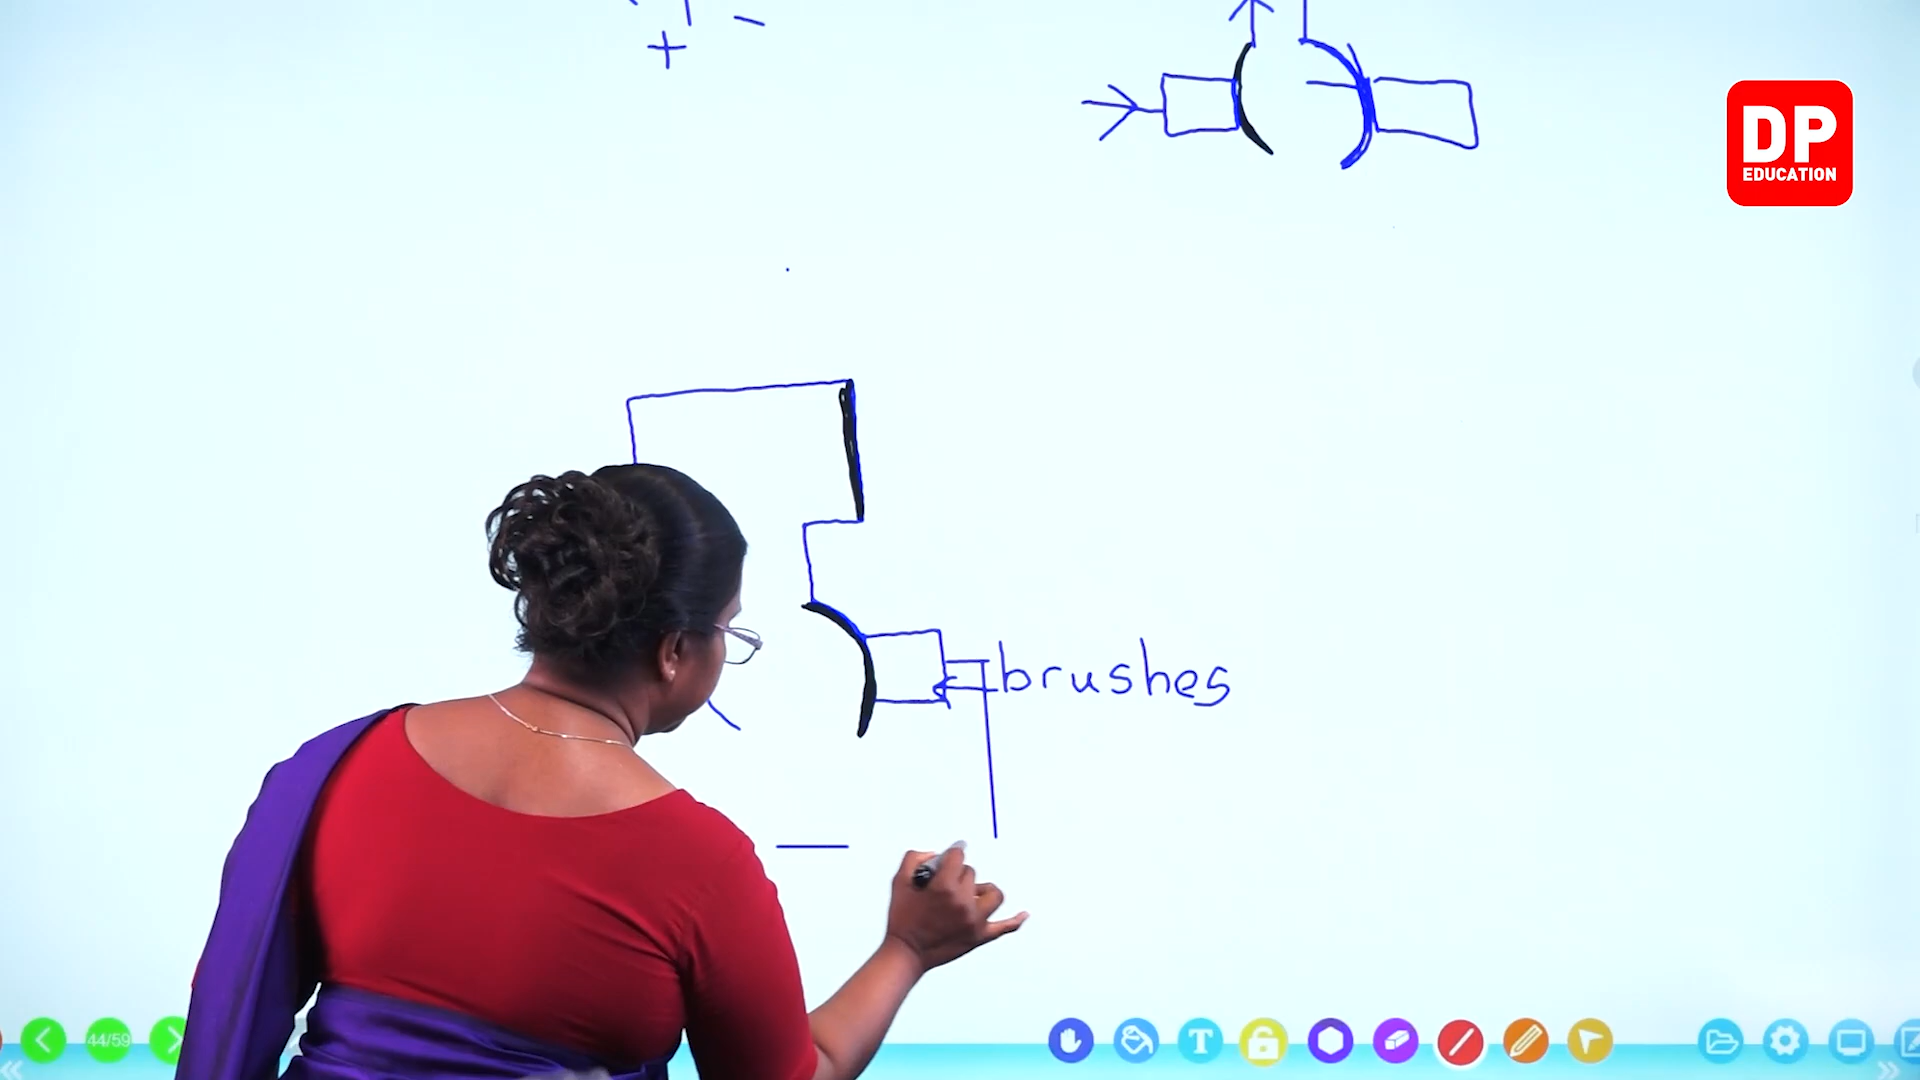 + −
DP
EDUCATION
brushes
44/59
T